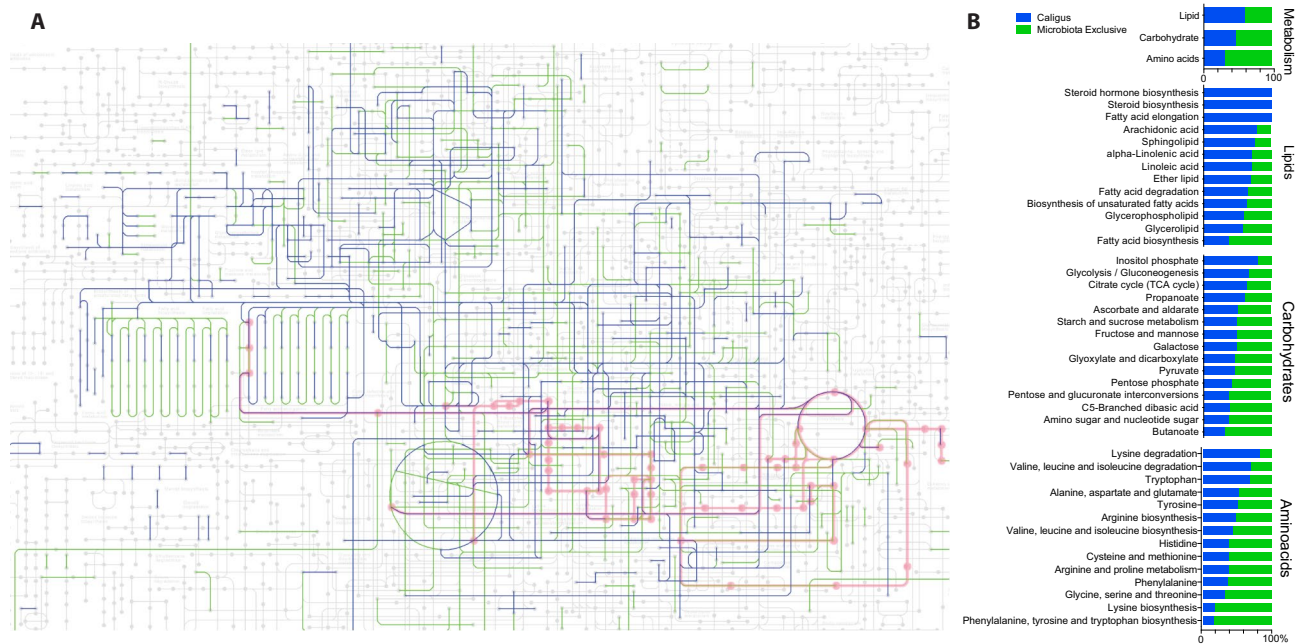 A
B
Caligus
Microbiota Exclusive
Metabolism
Lipid
Carbohydrate
Amino acids
0 100
Lipids
Steroid hormone biosynthesis
Steroid biosynthesis
Fatty acid elongation
Arachidonic acid
Sphingolipid
alpha-Linolenic acid
Linoleic acid
Ether lipid
Fatty acid degradation
Biosynthesis of unsaturated fatty acids
Glycerophospholipid
Glycerolipid
Fatty acid biosynthesis
Carbohydrates
Inositol phosphate
Glycolysis / Gluconeogenesis
Citrate cycle (TCA cycle)
Propanoate
Ascorbate and aldarate
Starch and sucrose metabolism
Fructose and mannose
Galactose
Glyoxylate and dicarboxylate
Pyruvate
Pentose phosphate
Pentose and glucuronate interconversions
C5-Branched dibasic acid
Amino sugar and nucleotide sugar
Butanoate
Aminoacids
Lysine degradation
Valine, leucine and isoleucine degradation
Tryptophan
Alanine, aspartate and glutamate
Tyrosine
Arginine biosynthesis
Valine, leucine and isoleucine biosynthesis
Histidine
Cysteine and methionine
Arginine and proline metabolism
Phenylalanine
Glycine, serine and threonine
Lysine biosynthesis
Phenylalanine, tyrosine and tryptophan biosynthesis
0 100%